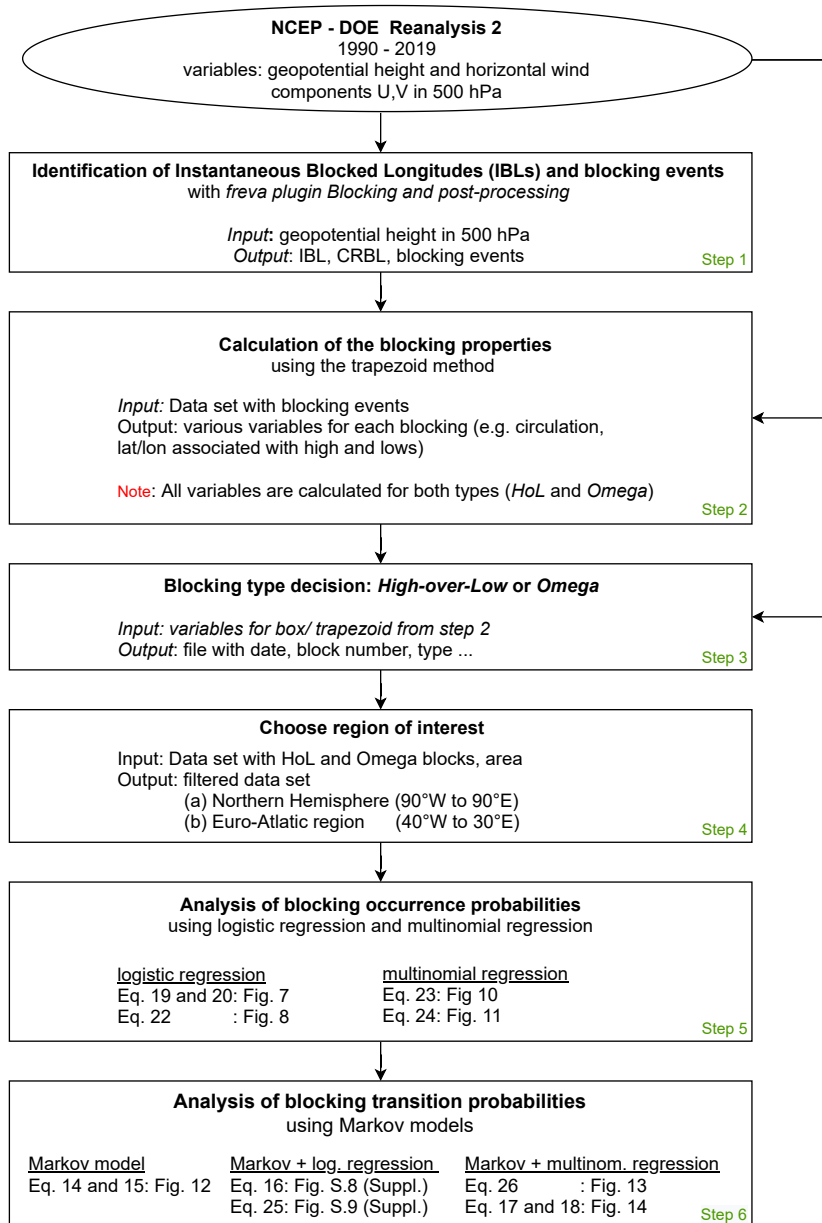 NCEP - DOE Reanalysis 2
1990 - 2019
variables: geopotential height and horizontal wind
components U,V in 500 hPa
Identification of Instantaneous Blocked Longitudes (IBLs) and blocking events
with freva plugin Blocking and post-processing
Input: geopotential height in 500 hPa
Output: IBL, CRBL, blocking events
Step 1
Calculation of the blocking properties
using the trapezoid method
Input: Data set with blocking events
Output: various variables for each blocking (e.g. circulation,
lat/lon associated with high and lows)
Note: All variables are calculated for both types (HoL and Omega)
Step 2
Blocking type decision: High-over-Low or Omega
Input: variables for box/ trapezoid from step 2
Output: file with date, block number, type ...
Step 3
Choose region of interest
Input: Data set with HoL and Omega blocks, area
Output: filtered data set
(a) Northern Hemisphere (90°W to 90°E)
(b) Euro-Atlatic region (40°W to 30°E)
Step 4
Analysis of blocking occurrence probabilities
using logistic regression and multinomial regression
logistic regression
Eq. 19 and 20: Fig. 7
Eq. 22 : Fig. 8
multinomial regression
Eq. 23: Fig 10
Eq. 24: Fig. 11
Step 5
Analysis of blocking transition probabilities
using Markov models
Markov model
Eq. 14 and 15: Fig. 12
Markov + log. regression
Eq. 16: Fig. S.8 (Suppl.)
Eq. 25: Fig. S.9 (Suppl.)
Markov + multinom. regression
Eq. 26 : Fig. 13
Eq. 17 and 18: Fig. 14
Step 6